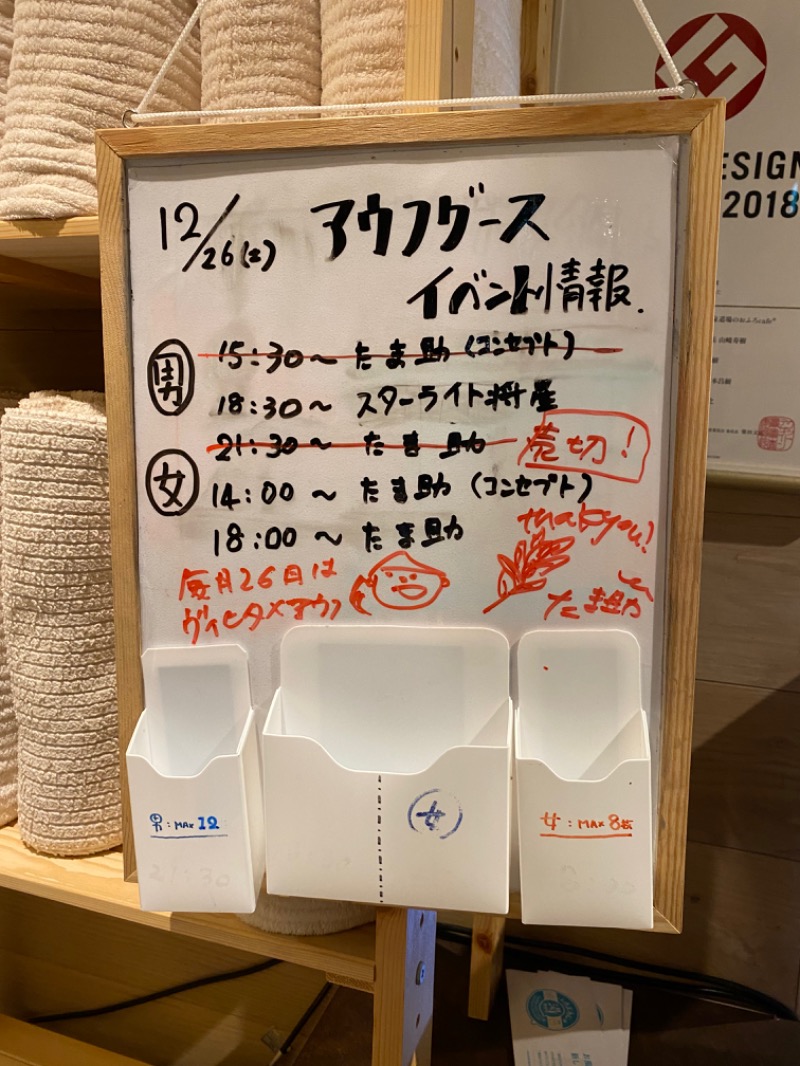 12/26(土) アウフグース
イベント情報.
男 15:30〜 たま助 (コンセプト)
18:30〜 スターライト将星
21:30〜 たま助 売切!
女 14:00〜 たま助 (コンセプト)
18:00〜 たま助
thank you!
毎月26日は
ヴィヒタメアウフ
たま助
男:MAX 12
女
女:MAX 8枚
21:30
DESIGN
2018